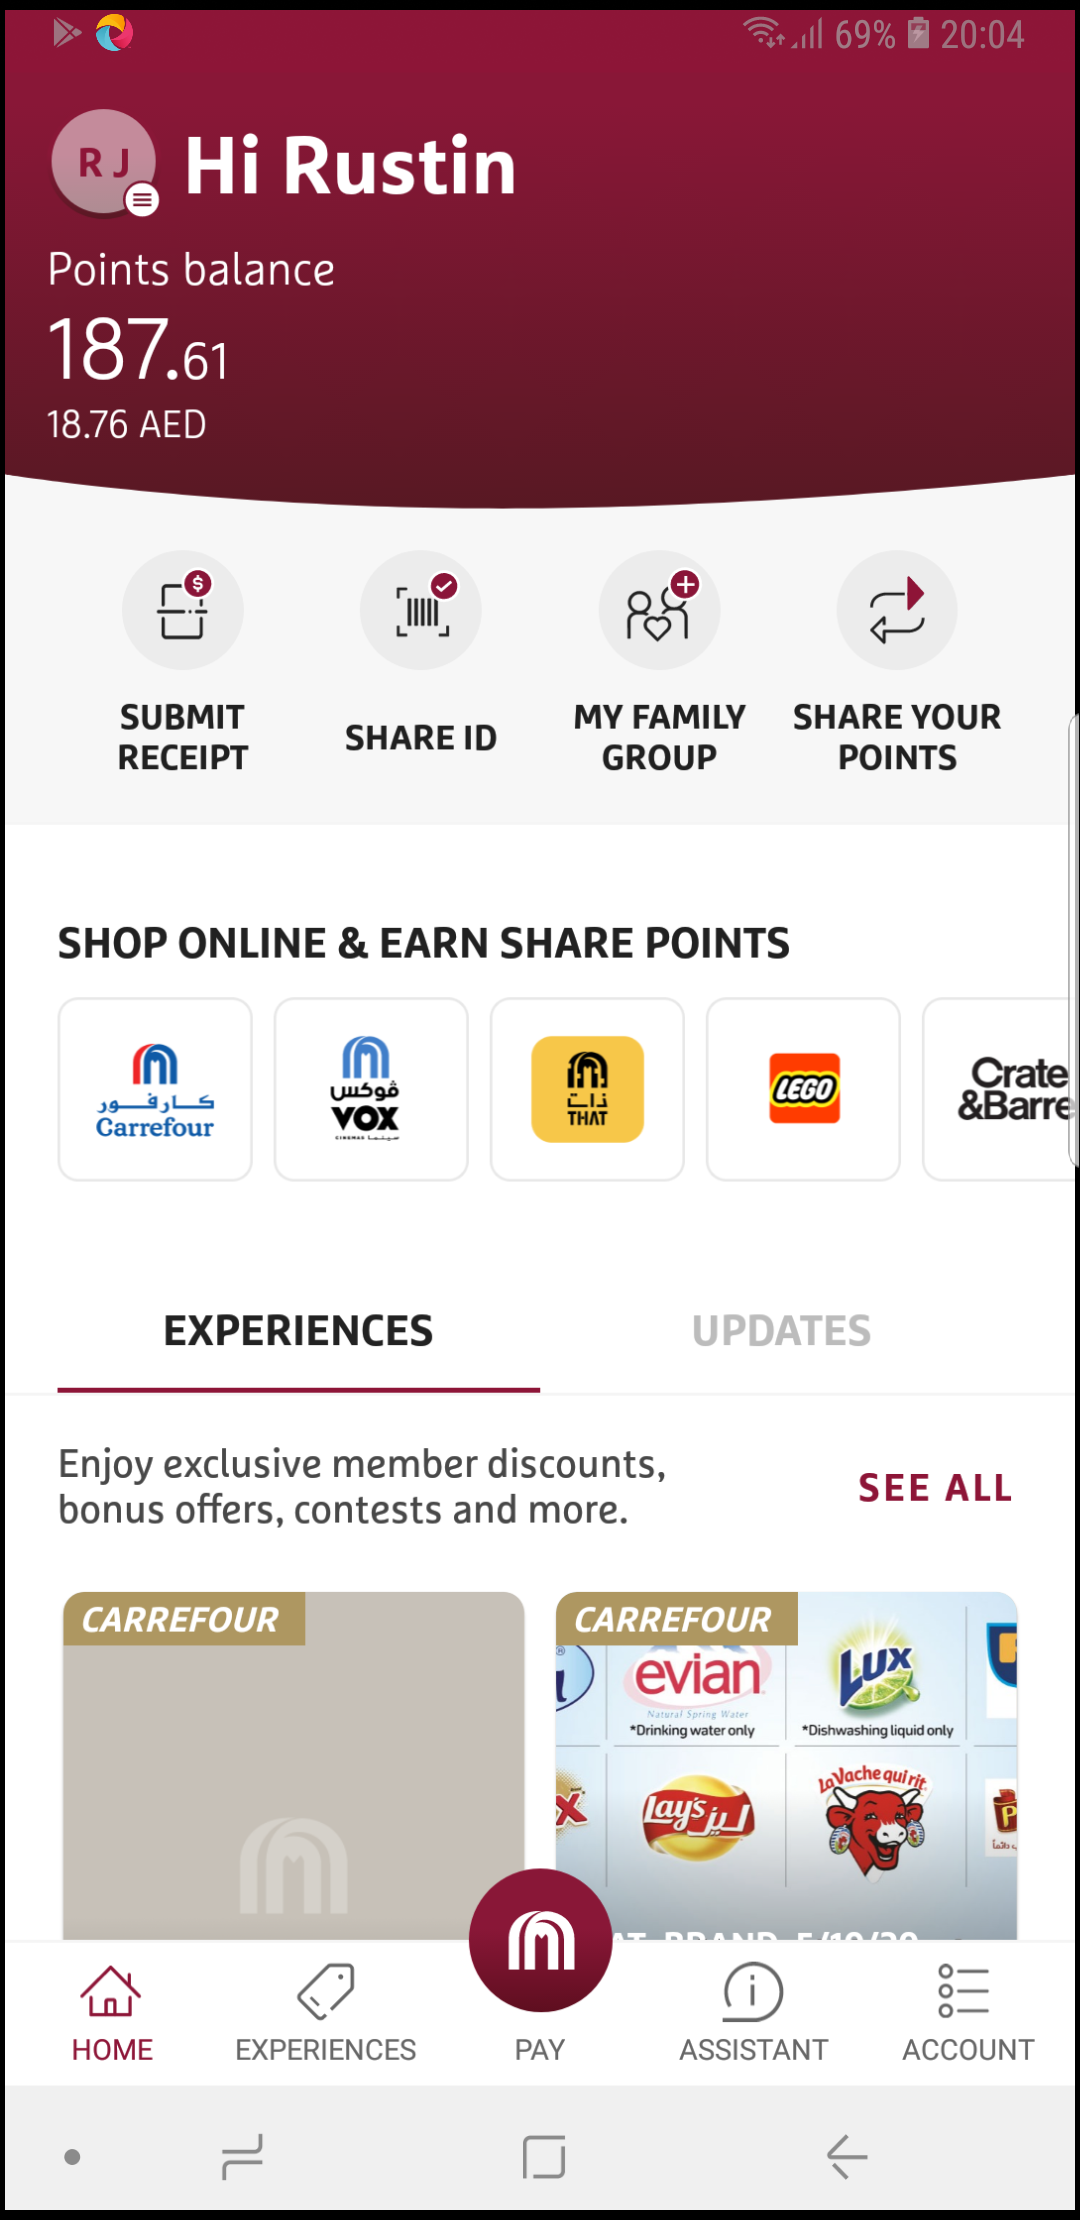 69% 20:04
R J
Hi Rustin
Points balance
187.61
18.76 AED
SUBMIT
RECEIPT
SHARE ID
MY FAMILY
GROUP
SHARE YOUR
POINTS
SHOP ONLINE & EARN SHARE POINTS
كارفور
Carrefour
ڤوكس
VOX
CINEMAS سينما
ذات
THAT
LEGO
Crate
&Barre
EXPERIENCES
UPDATES
Enjoy exclusive member discounts,
bonus offers, contests and more.
SEE ALL
CARREFOUR
CARREFOUR
evian
Natural Spring Water
*Drinking water only
LUX
*Dishwashing liquid only
Lay's ليز
La Vache qui rit
HOME
EXPERIENCES
PAY
ASSISTANT
ACCOUNT